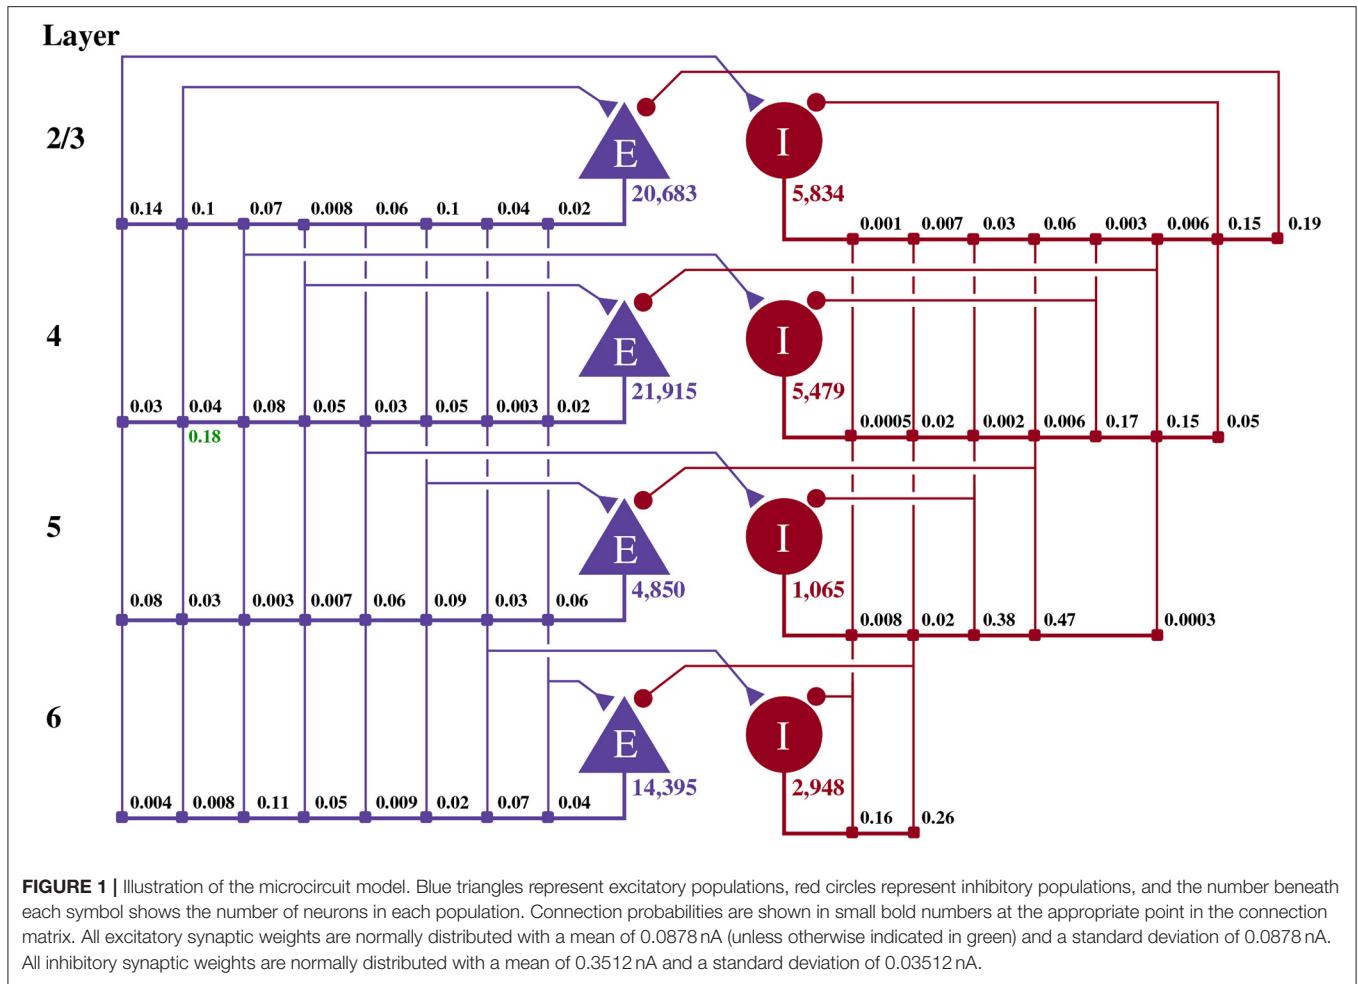 Layer
2/3
E
I
20,683
5,834
0.14 0.1 0.07 0.008 0.06 0.1 0.04 0.02
0.001 0.007 0.03 0.06 0.003 0.006 0.15 0.19
4
E
I
21,915
5,479
0.03 0.04 0.08 0.05 0.03 0.05 0.003 0.02
0.0005 0.02 0.002 0.006 0.17 0.15 0.05
0.18
5
E
I
4,850
1,065
0.08 0.03 0.003 0.007 0.06 0.09 0.03 0.06
0.008 0.02 0.38 0.47 0.0003
6
E
I
14,395
2,948
0.004 0.008 0.11 0.05 0.009 0.02 0.07 0.04
0.16 0.26
FIGURE 1 | Illustration of the microcircuit model. Blue triangles represent excitatory populations, red circles represent inhibitory populations, and the number beneath
each symbol shows the number of neurons in each population. Connection probabilities are shown in small bold numbers at the appropriate point in the connection
matrix. All excitatory synaptic weights are normally distributed with a mean of 0.0878 nA (unless otherwise indicated in green) and a standard deviation of 0.0878 nA.
All inhibitory synaptic weights are normally distributed with a mean of 0.3512 nA and a standard deviation of 0.03512 nA.